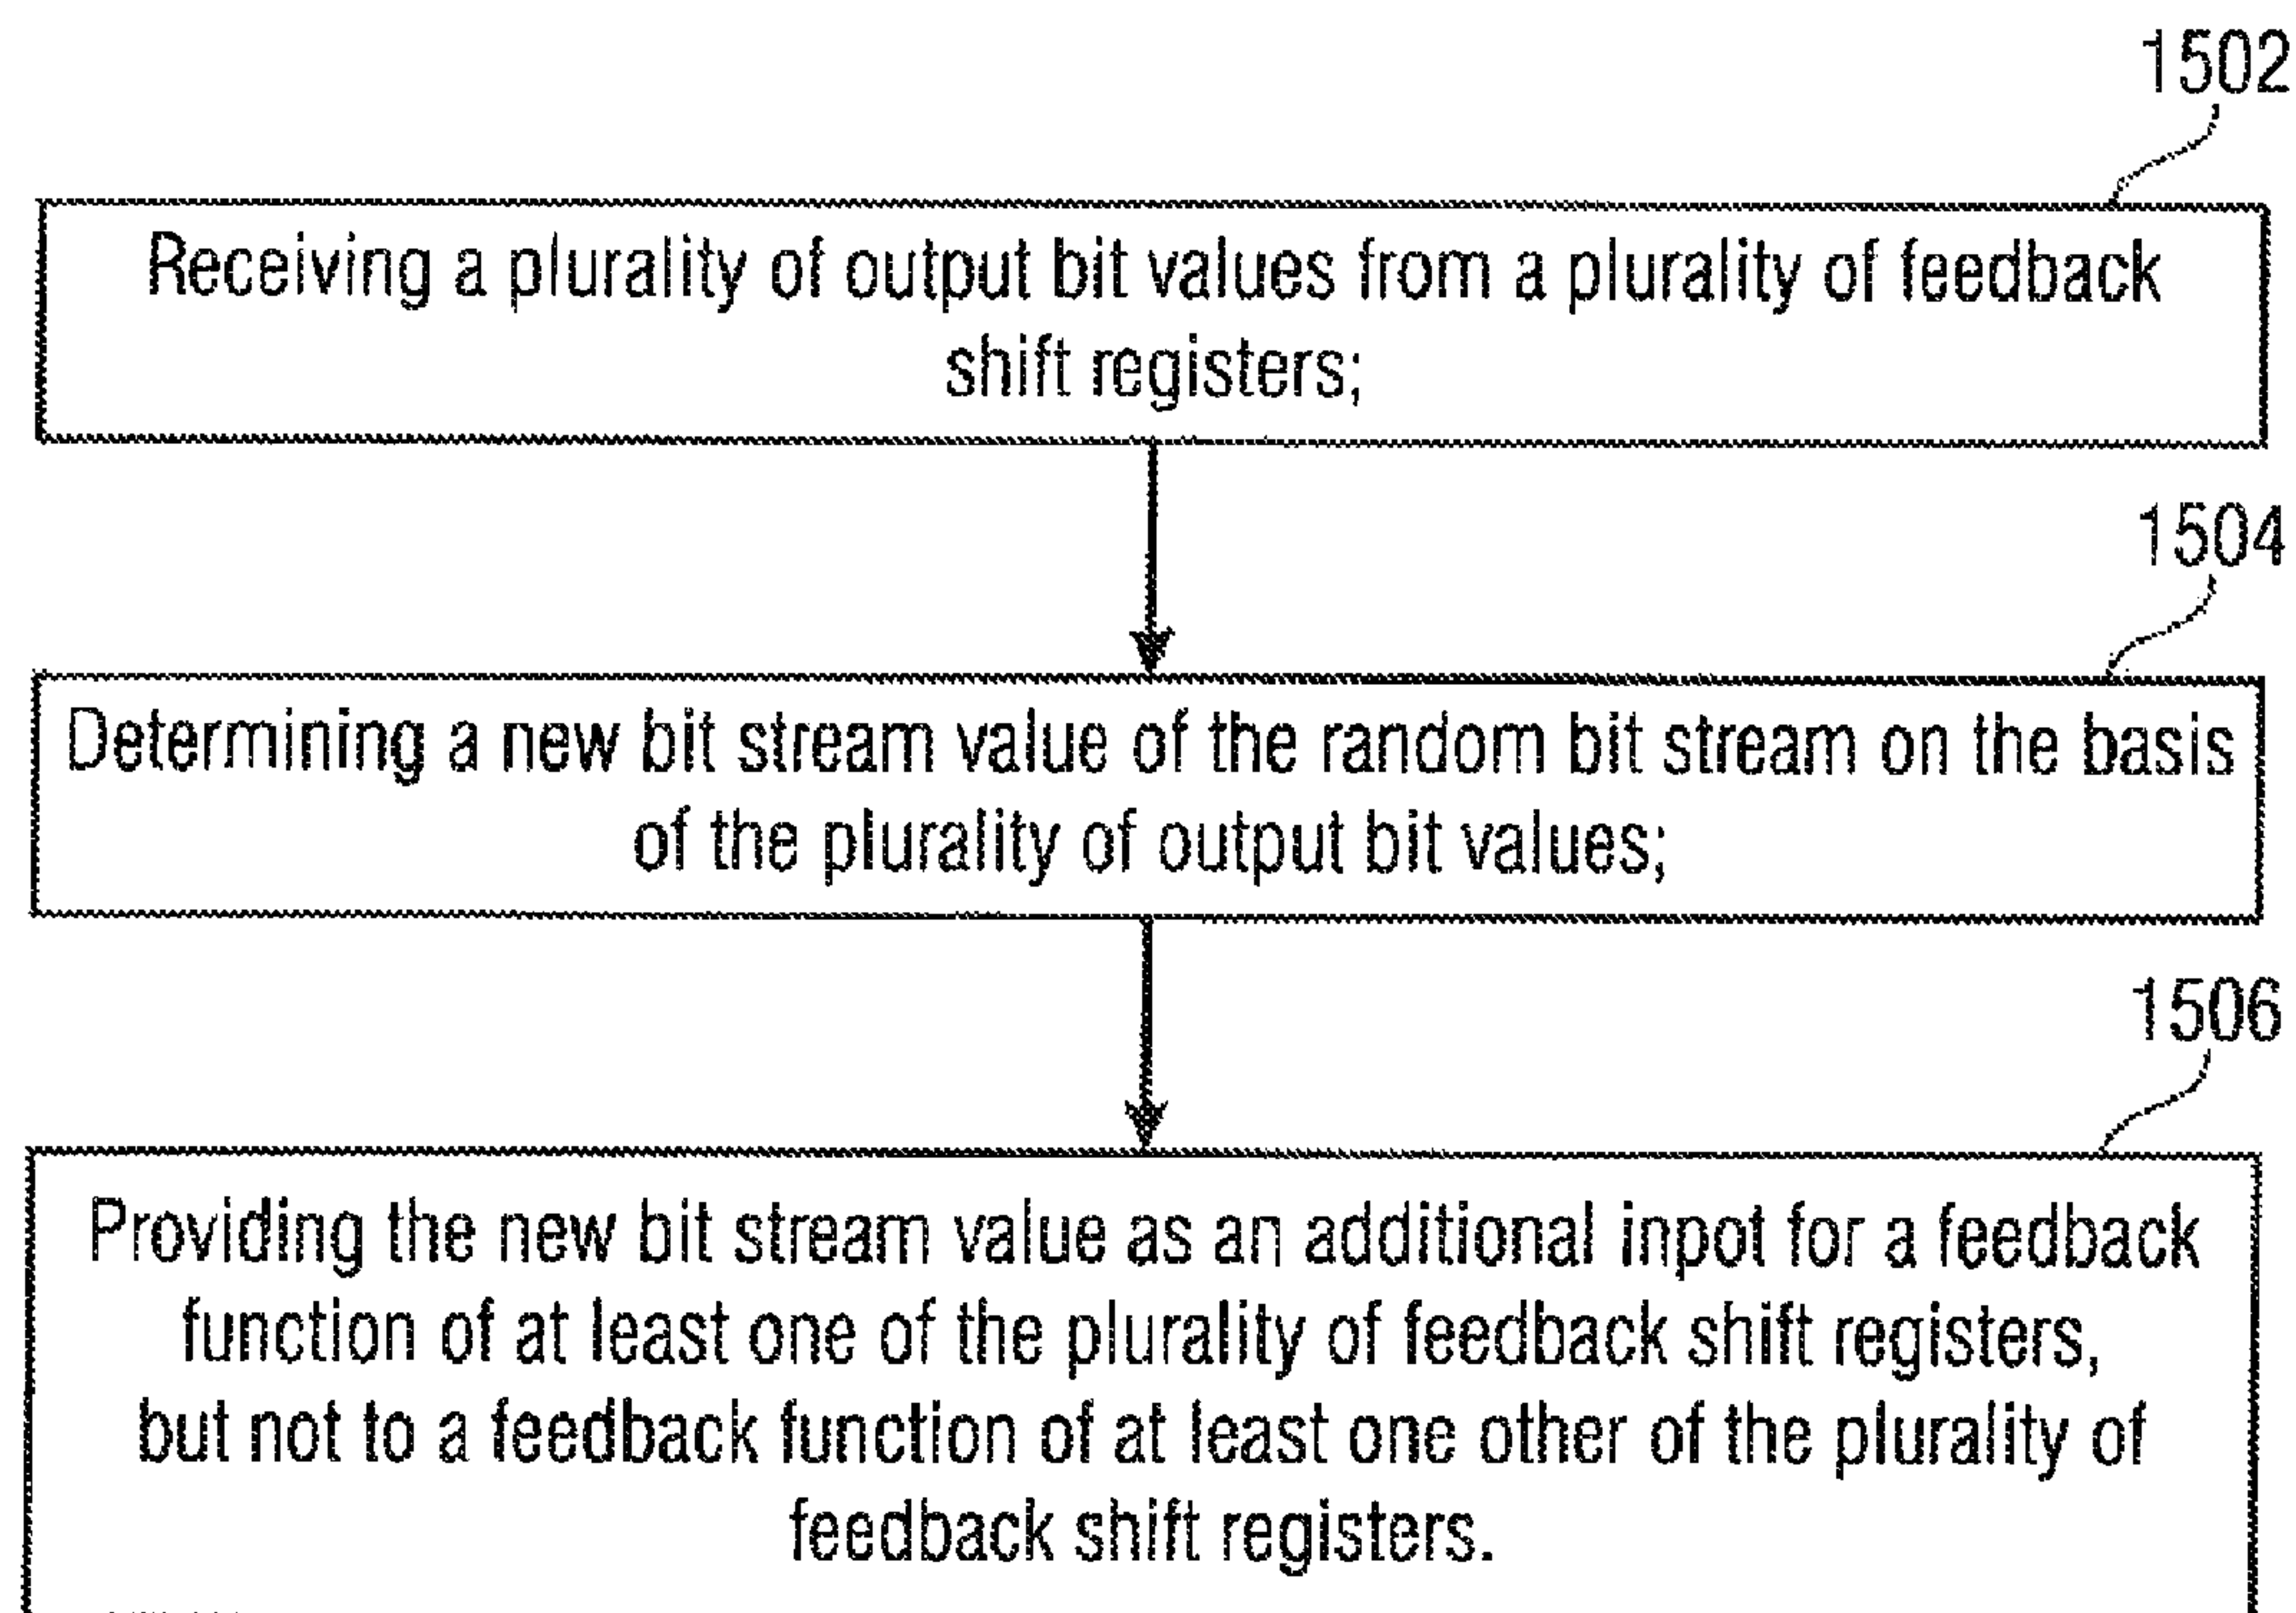 1502
Receiving a plurality of output bit values from a plurality of feedback
shift registers;
1504
Determining a new bit stream value of the random bit stream on the basis
of the plurality of output bit values;
1506
Providing the new bit stream value as an additional inpot for a feedback
function of at least one of the plurality of feedback shift registers,
but not to a feedback function of at least one other of the plurality of
feedback shift registers.